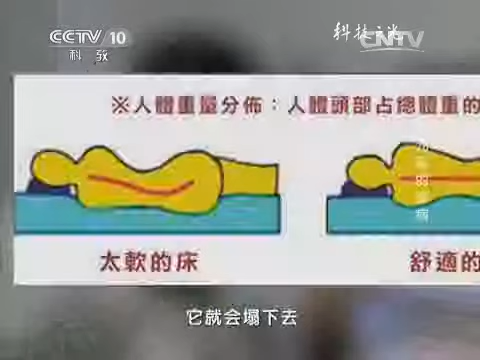 CCTV 10
科教
科技之光
CNTV
※人體重量分佈：人體頭部占總體重的
太軟的床
舒適的
它就会塌下去